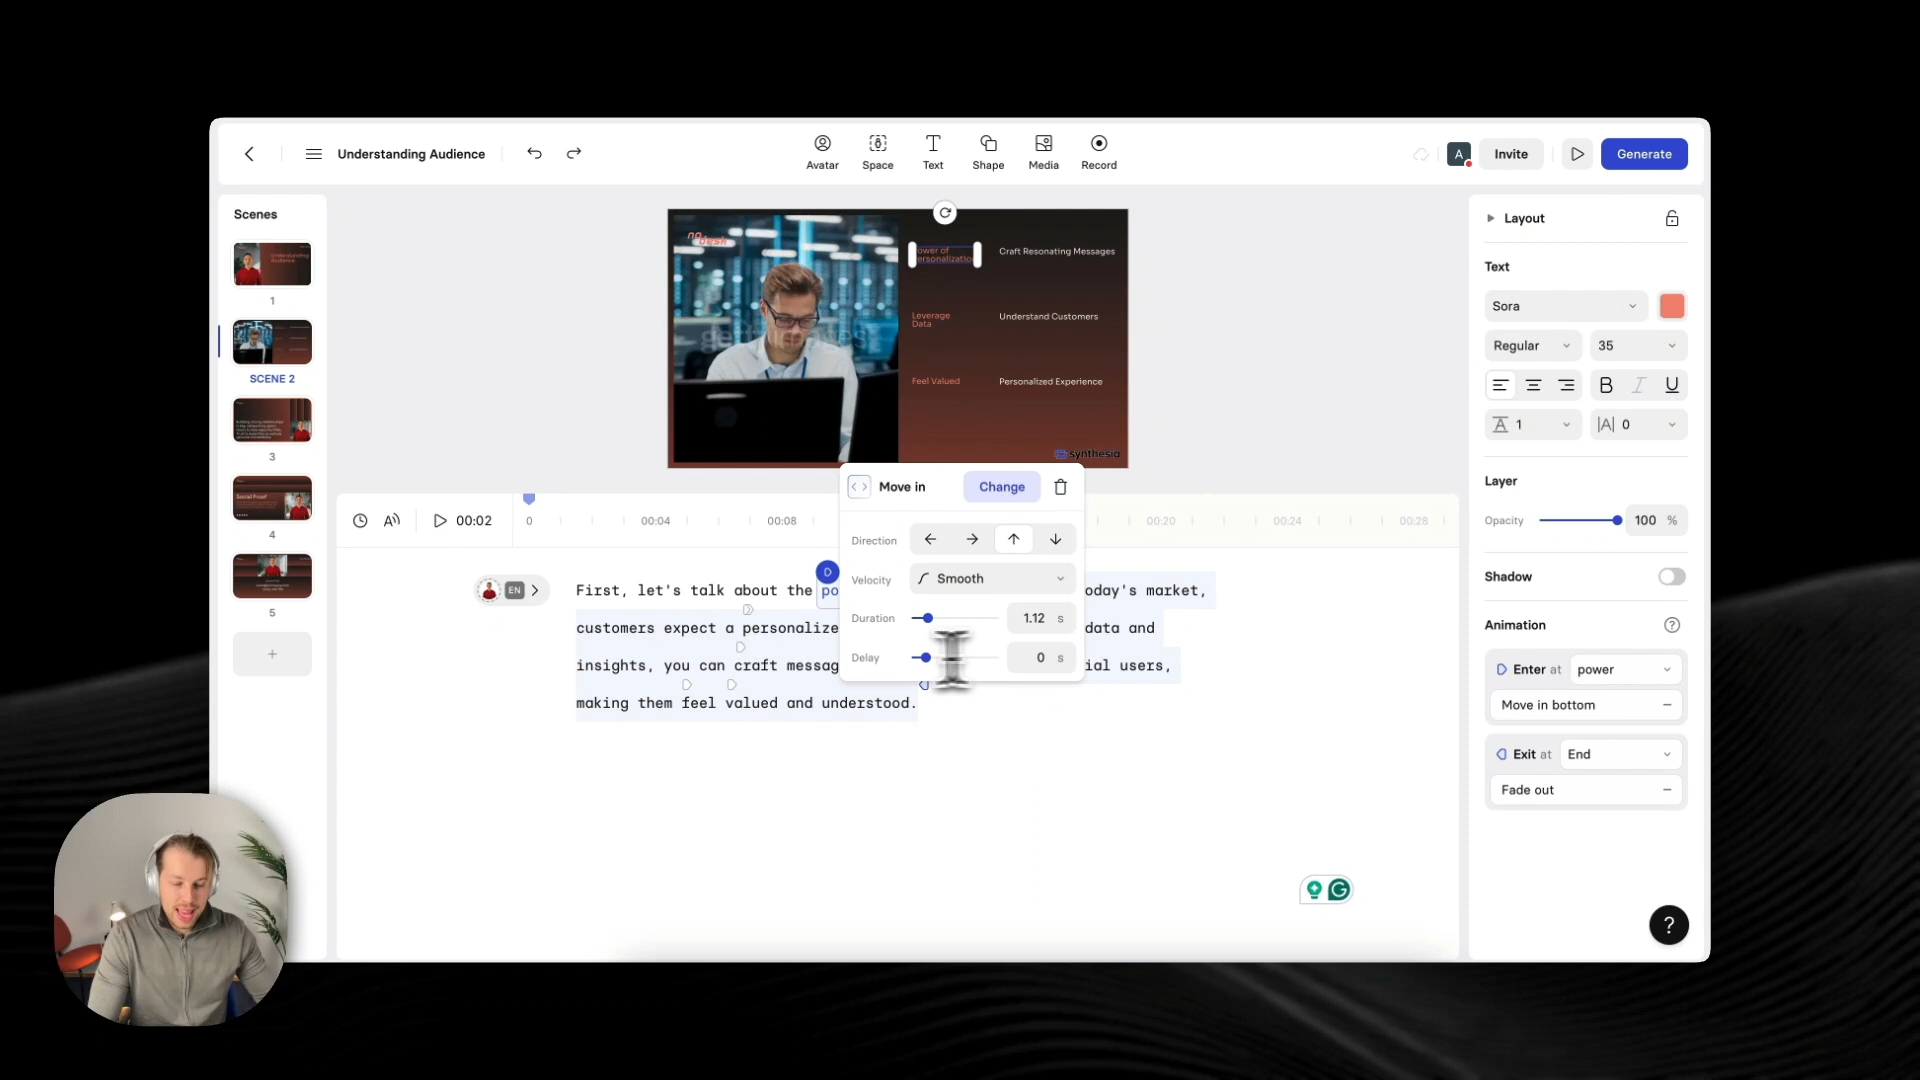 Understanding Audience
Avatar
Space
Text
Shape
Media
Record
A
Invite
Generate
Scenes
1
SCENE 2
3
4
5
+
Craft Resonating Messages
Leverage
Data
Understand Customers
Feel Valued
Personalized Experience
synthesia
Move in
Change
Direction
Velocity
Smooth
Duration
1.12 s
Delay
0 s
00:02
0
00:04
00:08
00:20
00:24
00:28
EN
First, let's talk about the po
oday's market,
customers expect a personalize
data and
insights, you can craft messag
ial users,
making them feel valued and understood.
Layout
Text
Sora
Regular
35
B I U
1
|A| 0
Layer
Opacity
100 %
Shadow
Animation
?
Enter at power
Move in bottom
Exit at End
Fade out
?